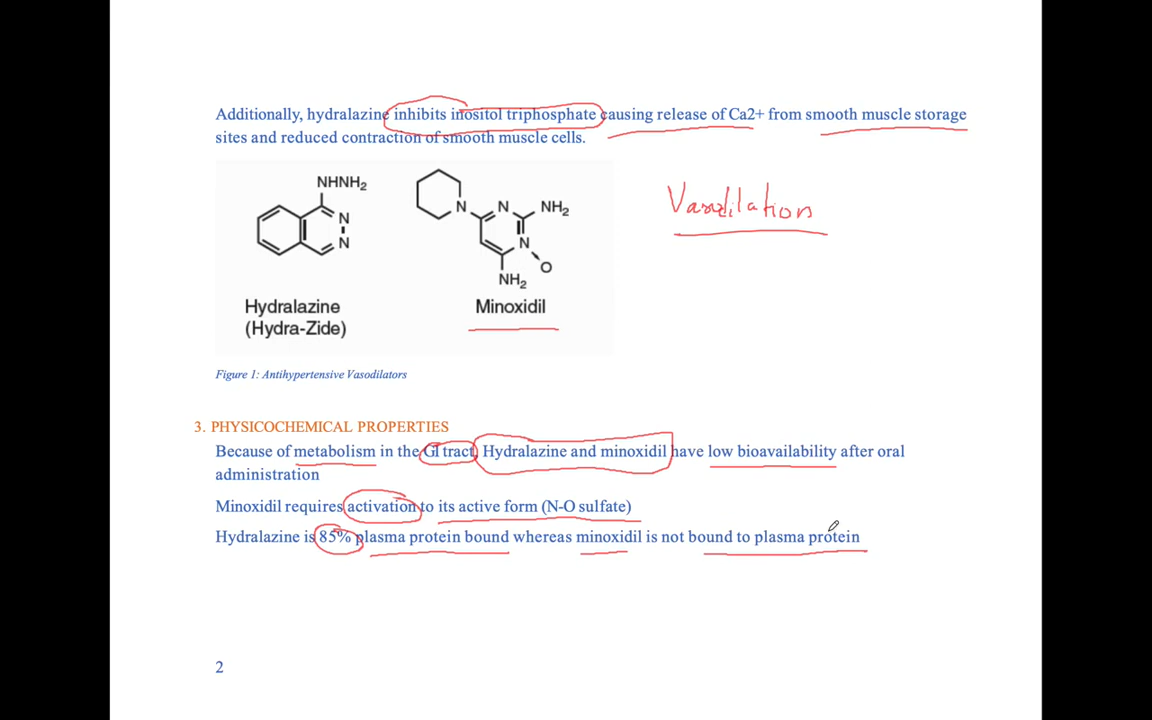 Additionally, hydralazine inhibits inositol triphosphate causing release of Ca2+ from smooth muscle storage
sites and reduced contraction of smooth muscle cells.
NHNH₂
N
N
N
N
NH₂
N
O
NH₂
Vasodilation
Hydralazine
(Hydra-Zide)
Minoxidil
Figure 1: Antihypertensive Vasodilators
3. PHYSICOCHEMICAL PROPERTIES
Because of metabolism in the GI tract, Hydralazine and minoxidil have low bioavailability after oral
administration
Minoxidil requires activation to its active form (N-O sulfate)
Hydralazine is 85% plasma protein bound whereas minoxidil is not bound to plasma protein
2